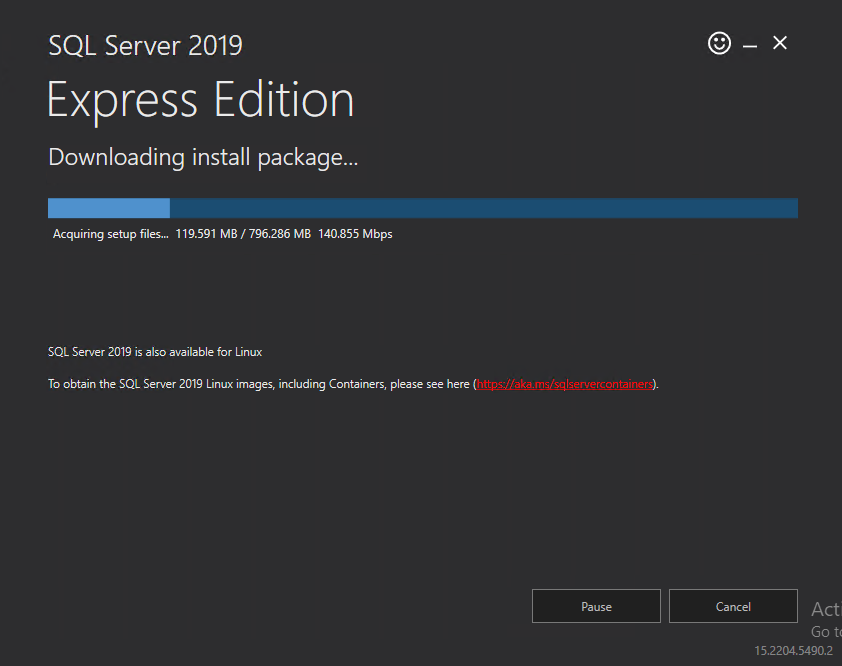 SQL Server 2019
Express Edition
Downloading install package...
Acquiring setup files... 119.591 MB / 796.286 MB 140.855 Mbps
SQL Server 2019 is also available for Linux
To obtain the SQL Server 2019 Linux images, including Containers, please see here (https://aka.ms/sqlservercontainers).
Pause Cancel
Acti
Go to
15.2204.5490.2